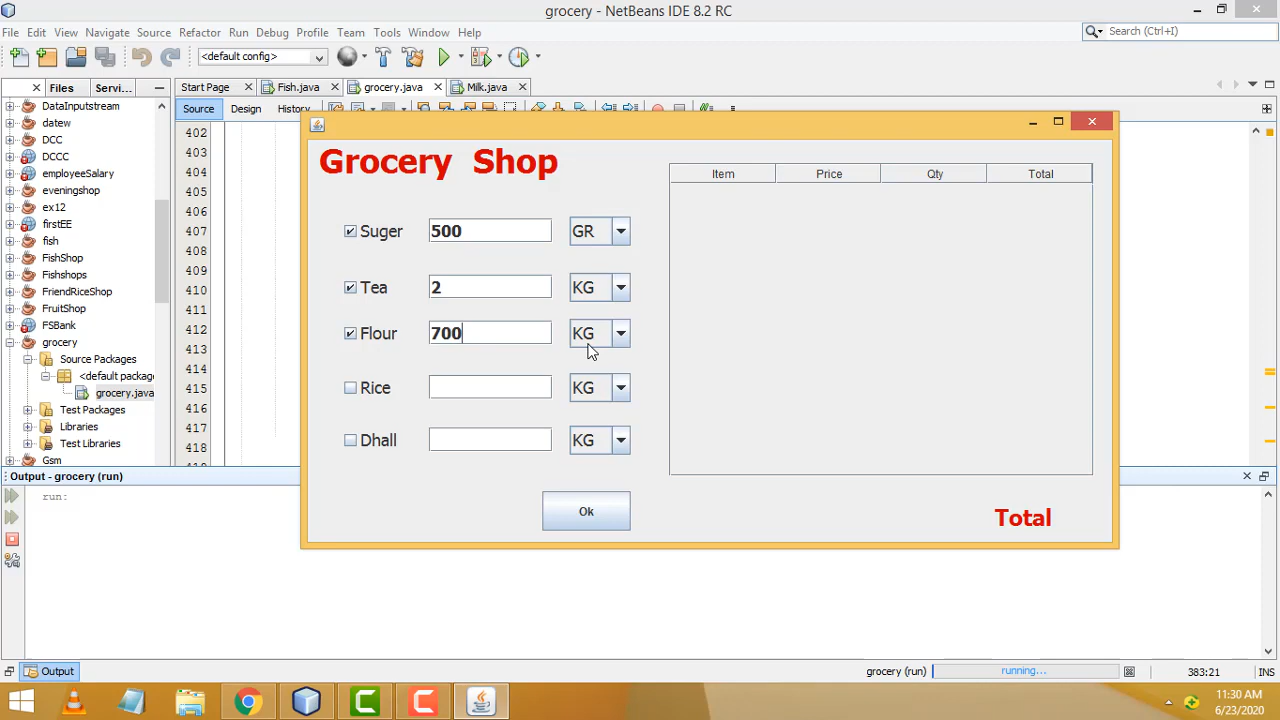 grocery - NetBeans IDE 8.2 RC
File Edit View Navigate Source Refactor Run Debug Profile Team Tools Window Help
Search (Ctrl+I)
<default config>
Files Servi...
Start Page Fish.java grocery.java Milk.java
Source Design History
DataInputstream
datew
DCC
DCCC
employeeSalary
eveningshop
ex12
firstEE
fish
FishShop
Fishshops
FriendRiceShop
FruitShop
FSBank
grocery
Source Packages
<default packag
grocery.java
Test Packages
Libraries
Test Libraries
Gsm
402
403
404
405
406
407
408
409
410
411
412
413
414
415
416
417
418
Grocery Shop
Suger 500 GR
Tea 2 KG
Flour 700 KG
Rice KG
Dhall KG
Ok
Item Price Qty Total
Total
Output - grocery (run)
run:
Output
grocery (run) running... 383:21 INS
11:30 AM
6/23/2020